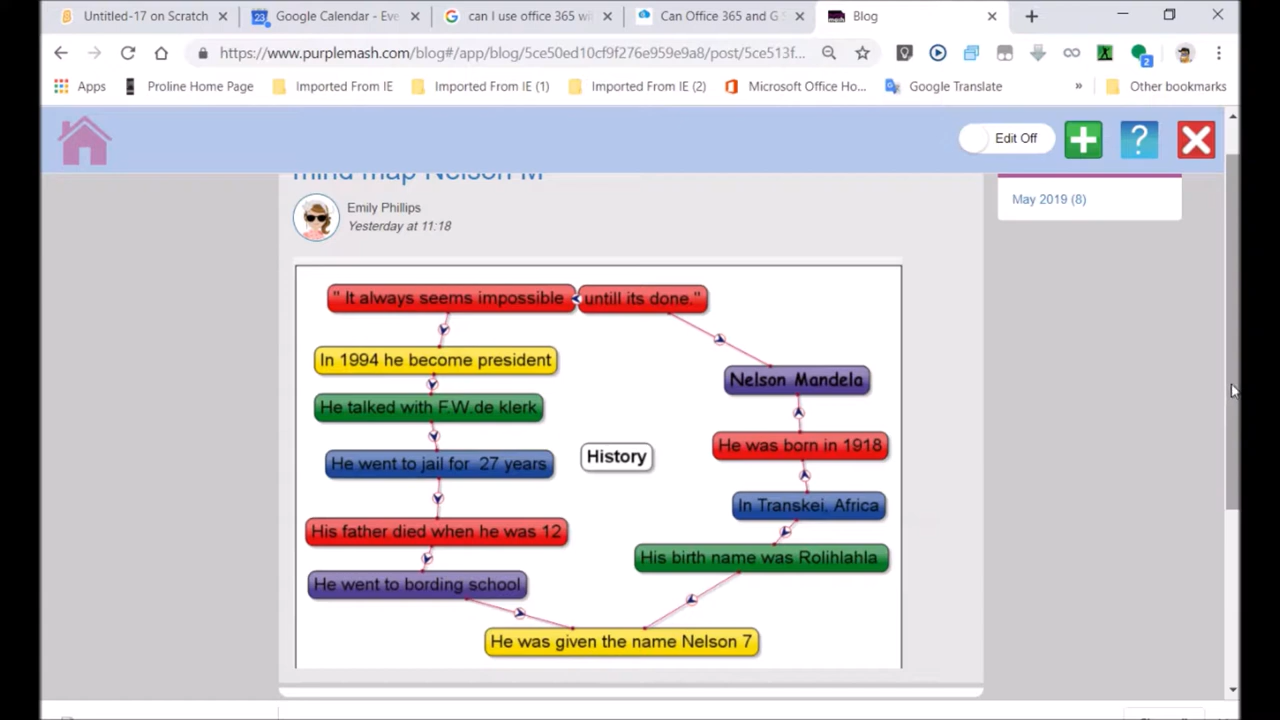 Untitled-17 on Scratch
Google Calendar - Eve
can I use office 365 wi
Can Office 365 and G S
Blog
https://www.purplemash.com/blog#/app/blog/5ce50ed10cf9f276e959e9a8/post/5ce513f...
2
Apps
Proline Home Page
Imported From IE
Imported From IE (1)
Imported From IE (2)
Microsoft Office Ho...
Google Translate
»
Other bookmarks
Edit Off
?
mind map Nelson M
May 2019 (8)
Emily Phillips
Yesterday at 11:18
" It always seems impossible
untill its done."
In 1994 he become president
Nelson Mandela
He talked with F.W.de klerk
He was born in 1918
History
He went to jail for 27 years
In Transkei, Africa
His father died when he was 12
His birth name was Rolihlahla
He went to bording school
He was given the name Nelson 7